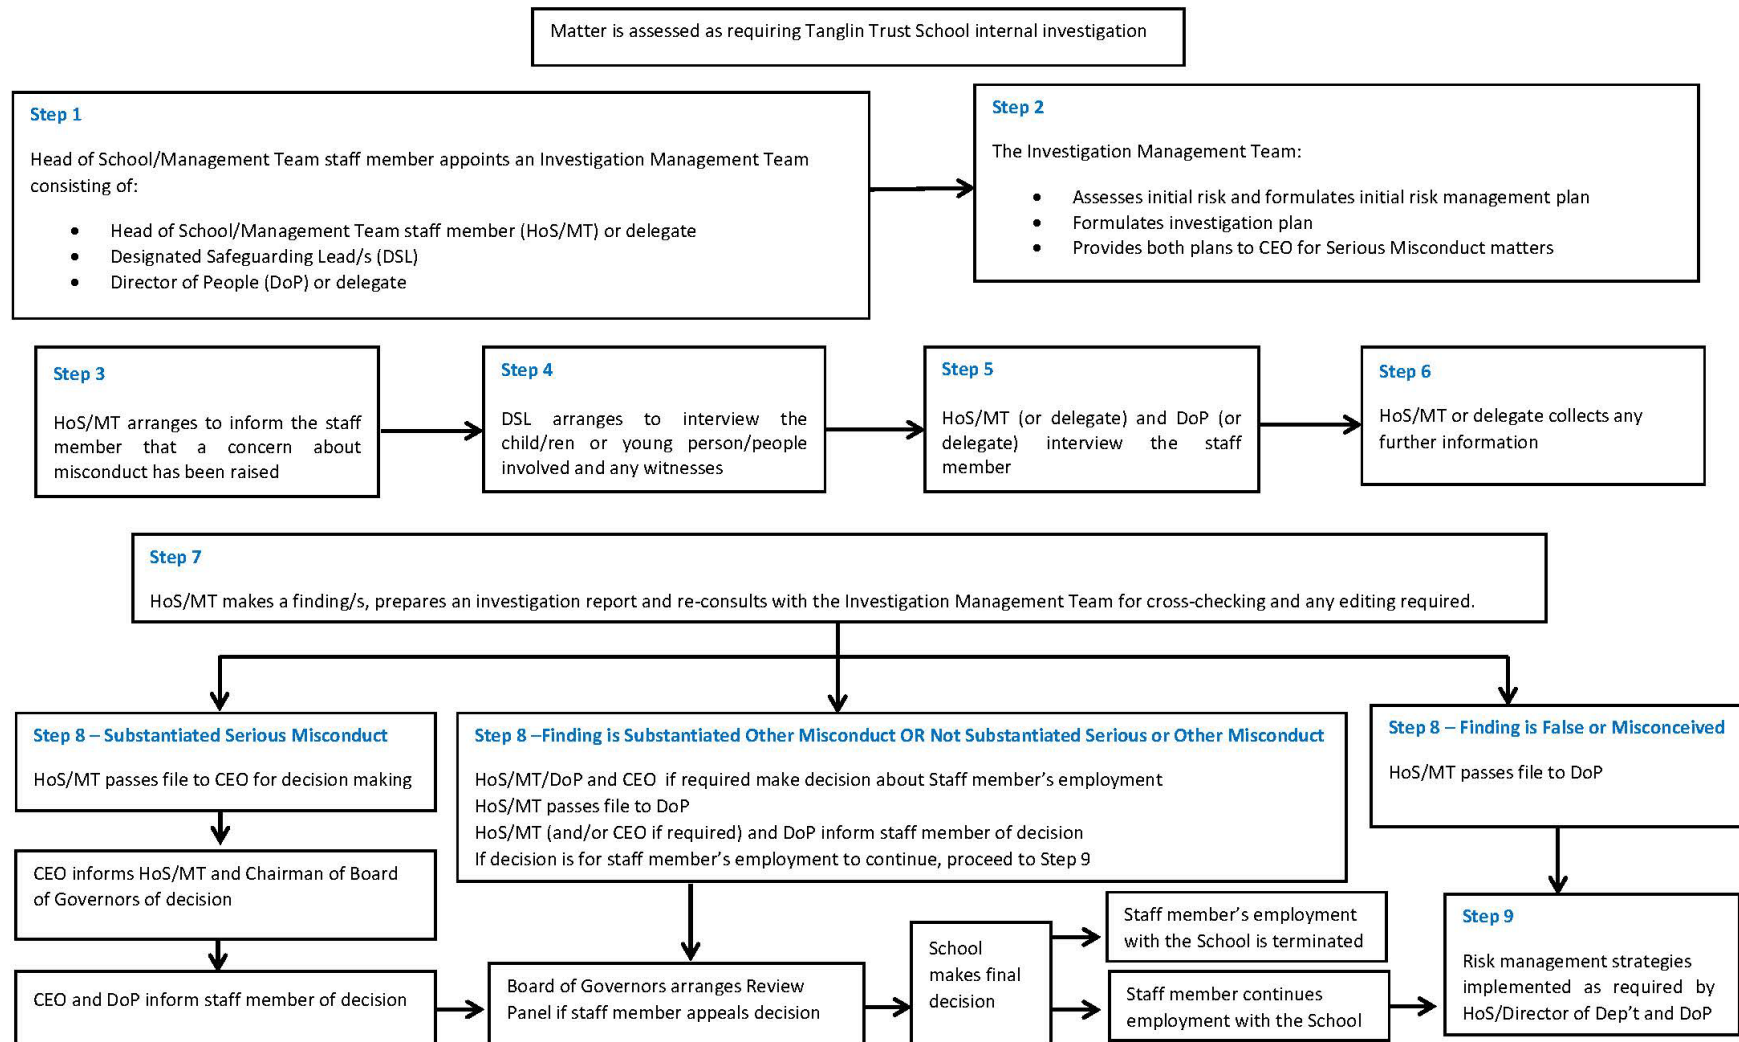 Matter is assessed as requiring Tanglin Trust School internal investigation
Step 1
Head of School/Management Team staff member appoints an Investigation Management Team
consisting of:
• Head of School/Management Team staff member (HoS/MT) or delegate
• Designated Safeguarding Lead/s (DSL)
• Director of People (DoP) or delegate
Step 2
The Investigation Management Team:
• Assesses initial risk and formulates initial risk management plan
• Formulates investigation plan
• Provides both plans to CEO for Serious Misconduct matters
Step 3
HoS/MT arranges to inform the staff
member that a concern about
misconduct has been raised
Step 4
DSL arranges to interview the
child/ren or young person/people
involved and any witnesses
Step 5
HoS/MT (or delegate) and DoP (or
delegate) interview the staff
member
Step 6
HoS/MT or delegate collects any
further information
Step 7
HoS/MT makes a finding/s, prepares an investigation report and re-consults with the Investigation Management Team for cross-checking and any editing required.
Step 8 – Substantiated Serious Misconduct
HoS/MT passes file to CEO for decision making
CEO informs HoS/MT and Chairman of Board
of Governors of decision
CEO and DoP inform staff member of decision
Step 8 –Finding is Substantiated Other Misconduct OR Not Substantiated Serious or Other Misconduct
HoS/MT/DoP and CEO if required make decision about Staff member's employment
HoS/MT passes file to DoP
HoS/MT (and/or CEO if required) and DoP inform staff member of decision
If decision is for staff member's employment to continue, proceed to Step 9
Board of Governors arranges Review
Panel if staff member appeals decision
School
makes final
decision
Staff member's employment
with the School is terminated
Staff member continues
employment with the School
Step 8 – Finding is False or Misconceived
HoS/MT passes file to DoP
Step 9
Risk management strategies
implemented as required by
HoS/Director of Dep't and DoP